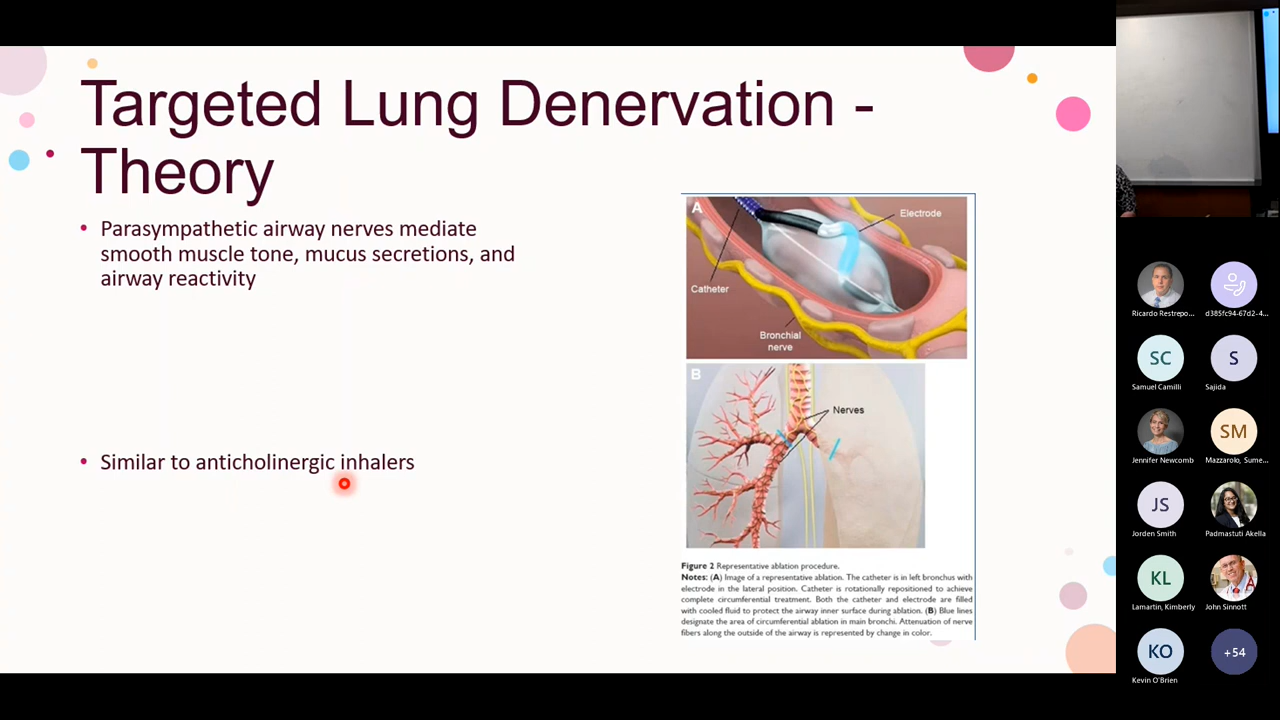 Targeted Lung Denervation -
Theory
• Parasympathetic airway nerves mediate
smooth muscle tone, mucus secretions, and
airway reactivity
• Similar to anticholinergic inhalers
A
Electrode
Catheter
Bronchial
nerve
B
Nerves
Figure 2 Representative ablation procedure.
Notes: (A) Image of a representative ablation. The catheter is in left bronchus with
electrode in the lateral position. Catheter is rotationally repositioned to achieve
complete circumferential treatment. Both the catheter and electrode are filled
with cooled fluid to protect the airway inner surface during ablation. (B) Blue lines
designate the area of circumferential ablation in main bronchi. Attenuation of nerve
fibers along the outside of the airway is represented by change in color.
Ricardo Restrepo...
d385fc94-67d2-4...
SC
S
Samuel Camilli
Sajida
SM
Jennifer Newcomb
Mazzarolo, Sume...
JS
Jorden Smith
Padmastuti Akella
KL
Lamartin, Kimberly
John Sinnott
KO
+54
Kevin O'Brien